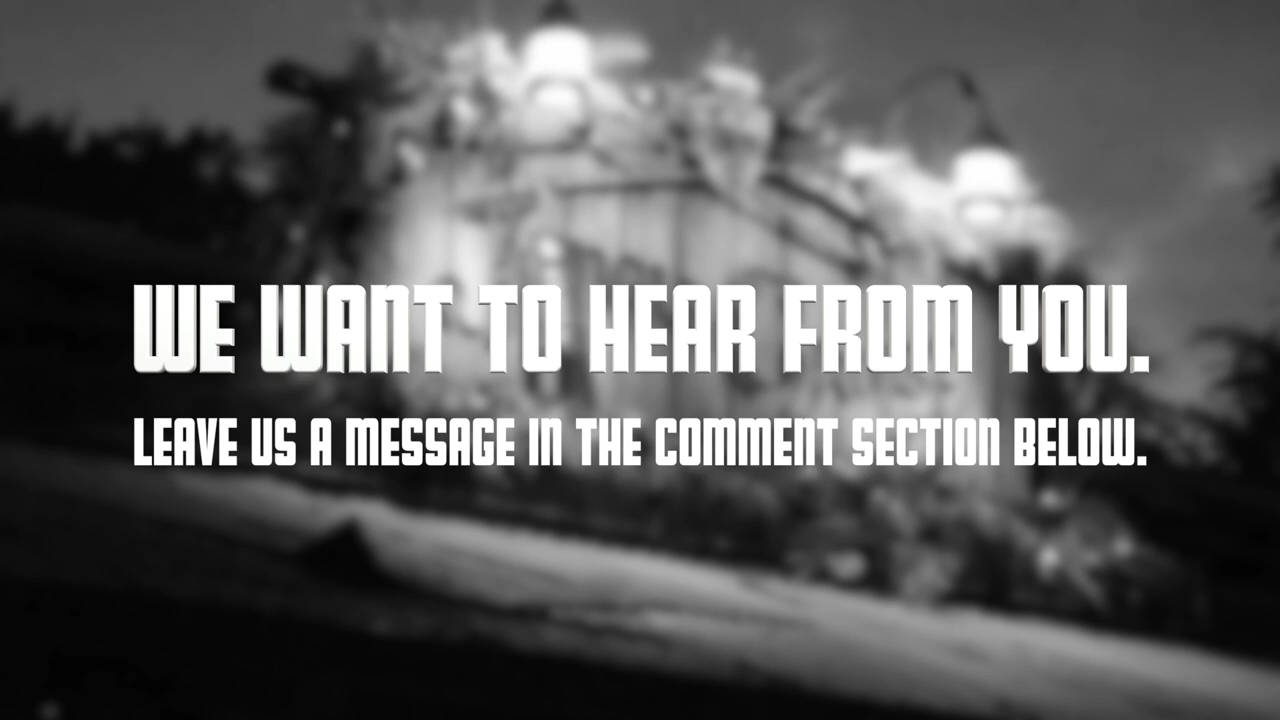 WE WANT TO HEAR FROM YOU.
LEAVE US A MESSAGE IN THE COMMENT SECTION BELOW.